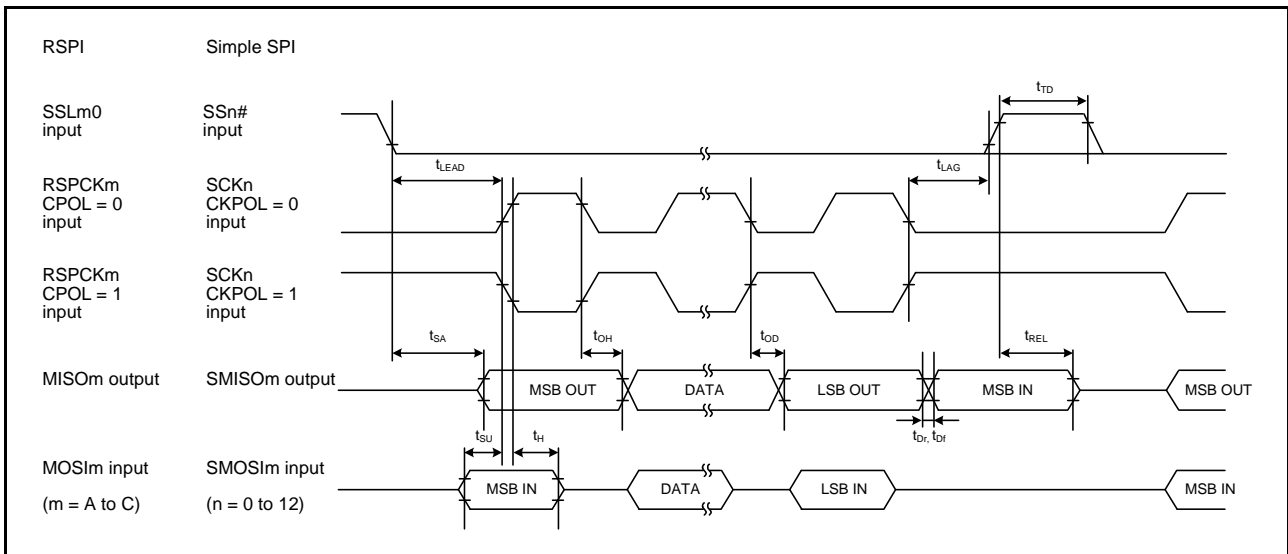 RSPI Simple SPI
SSLm0 SSn#
input input
tTD
tLEAD tLAG
RSPCKm SCKn
CPOL = 0 CKPOL = 0
input input
RSPCKm SCKn
CPOL = 1 CKPOL = 1
input input
tSA tOH tOD tREL
MISOm output SMISOm output MSB OUT DATA LSB OUT MSB IN MSB OUT
tSU tH tDr, tDf
MOSIm input SMOSIm input MSB IN DATA LSB IN MSB IN
(m = A to C) (n = 0 to 12)